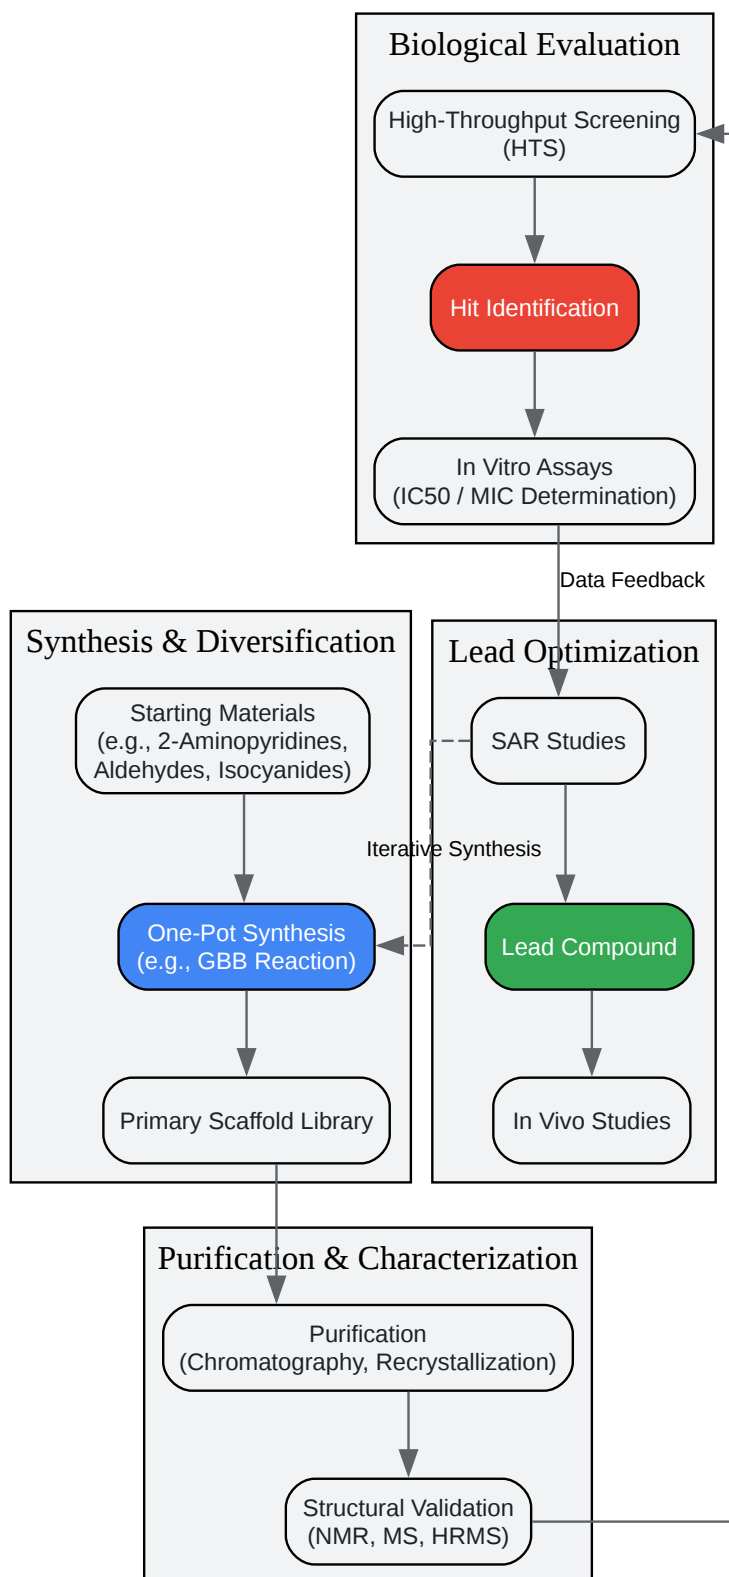 Biological Evaluation
High-Throughput Screening
(HTS)
Hit Identification
In Vitro Assays
(IC50 / MIC Determination)
Data Feedback
Synthesis & Diversification
Starting Materials
(e.g., 2-Aminopyridines,
Aldehydes, Isocyanides)
One-Pot Synthesis
(e.g., GBB Reaction)
Primary Scaffold Library
Lead Optimization
SAR Studies
Iterative Synthesis
Lead Compound
In Vivo Studies
Purification & Characterization
Purification
(Chromatography, Recrystallization)
Structural Validation
(NMR, MS, HRMS)